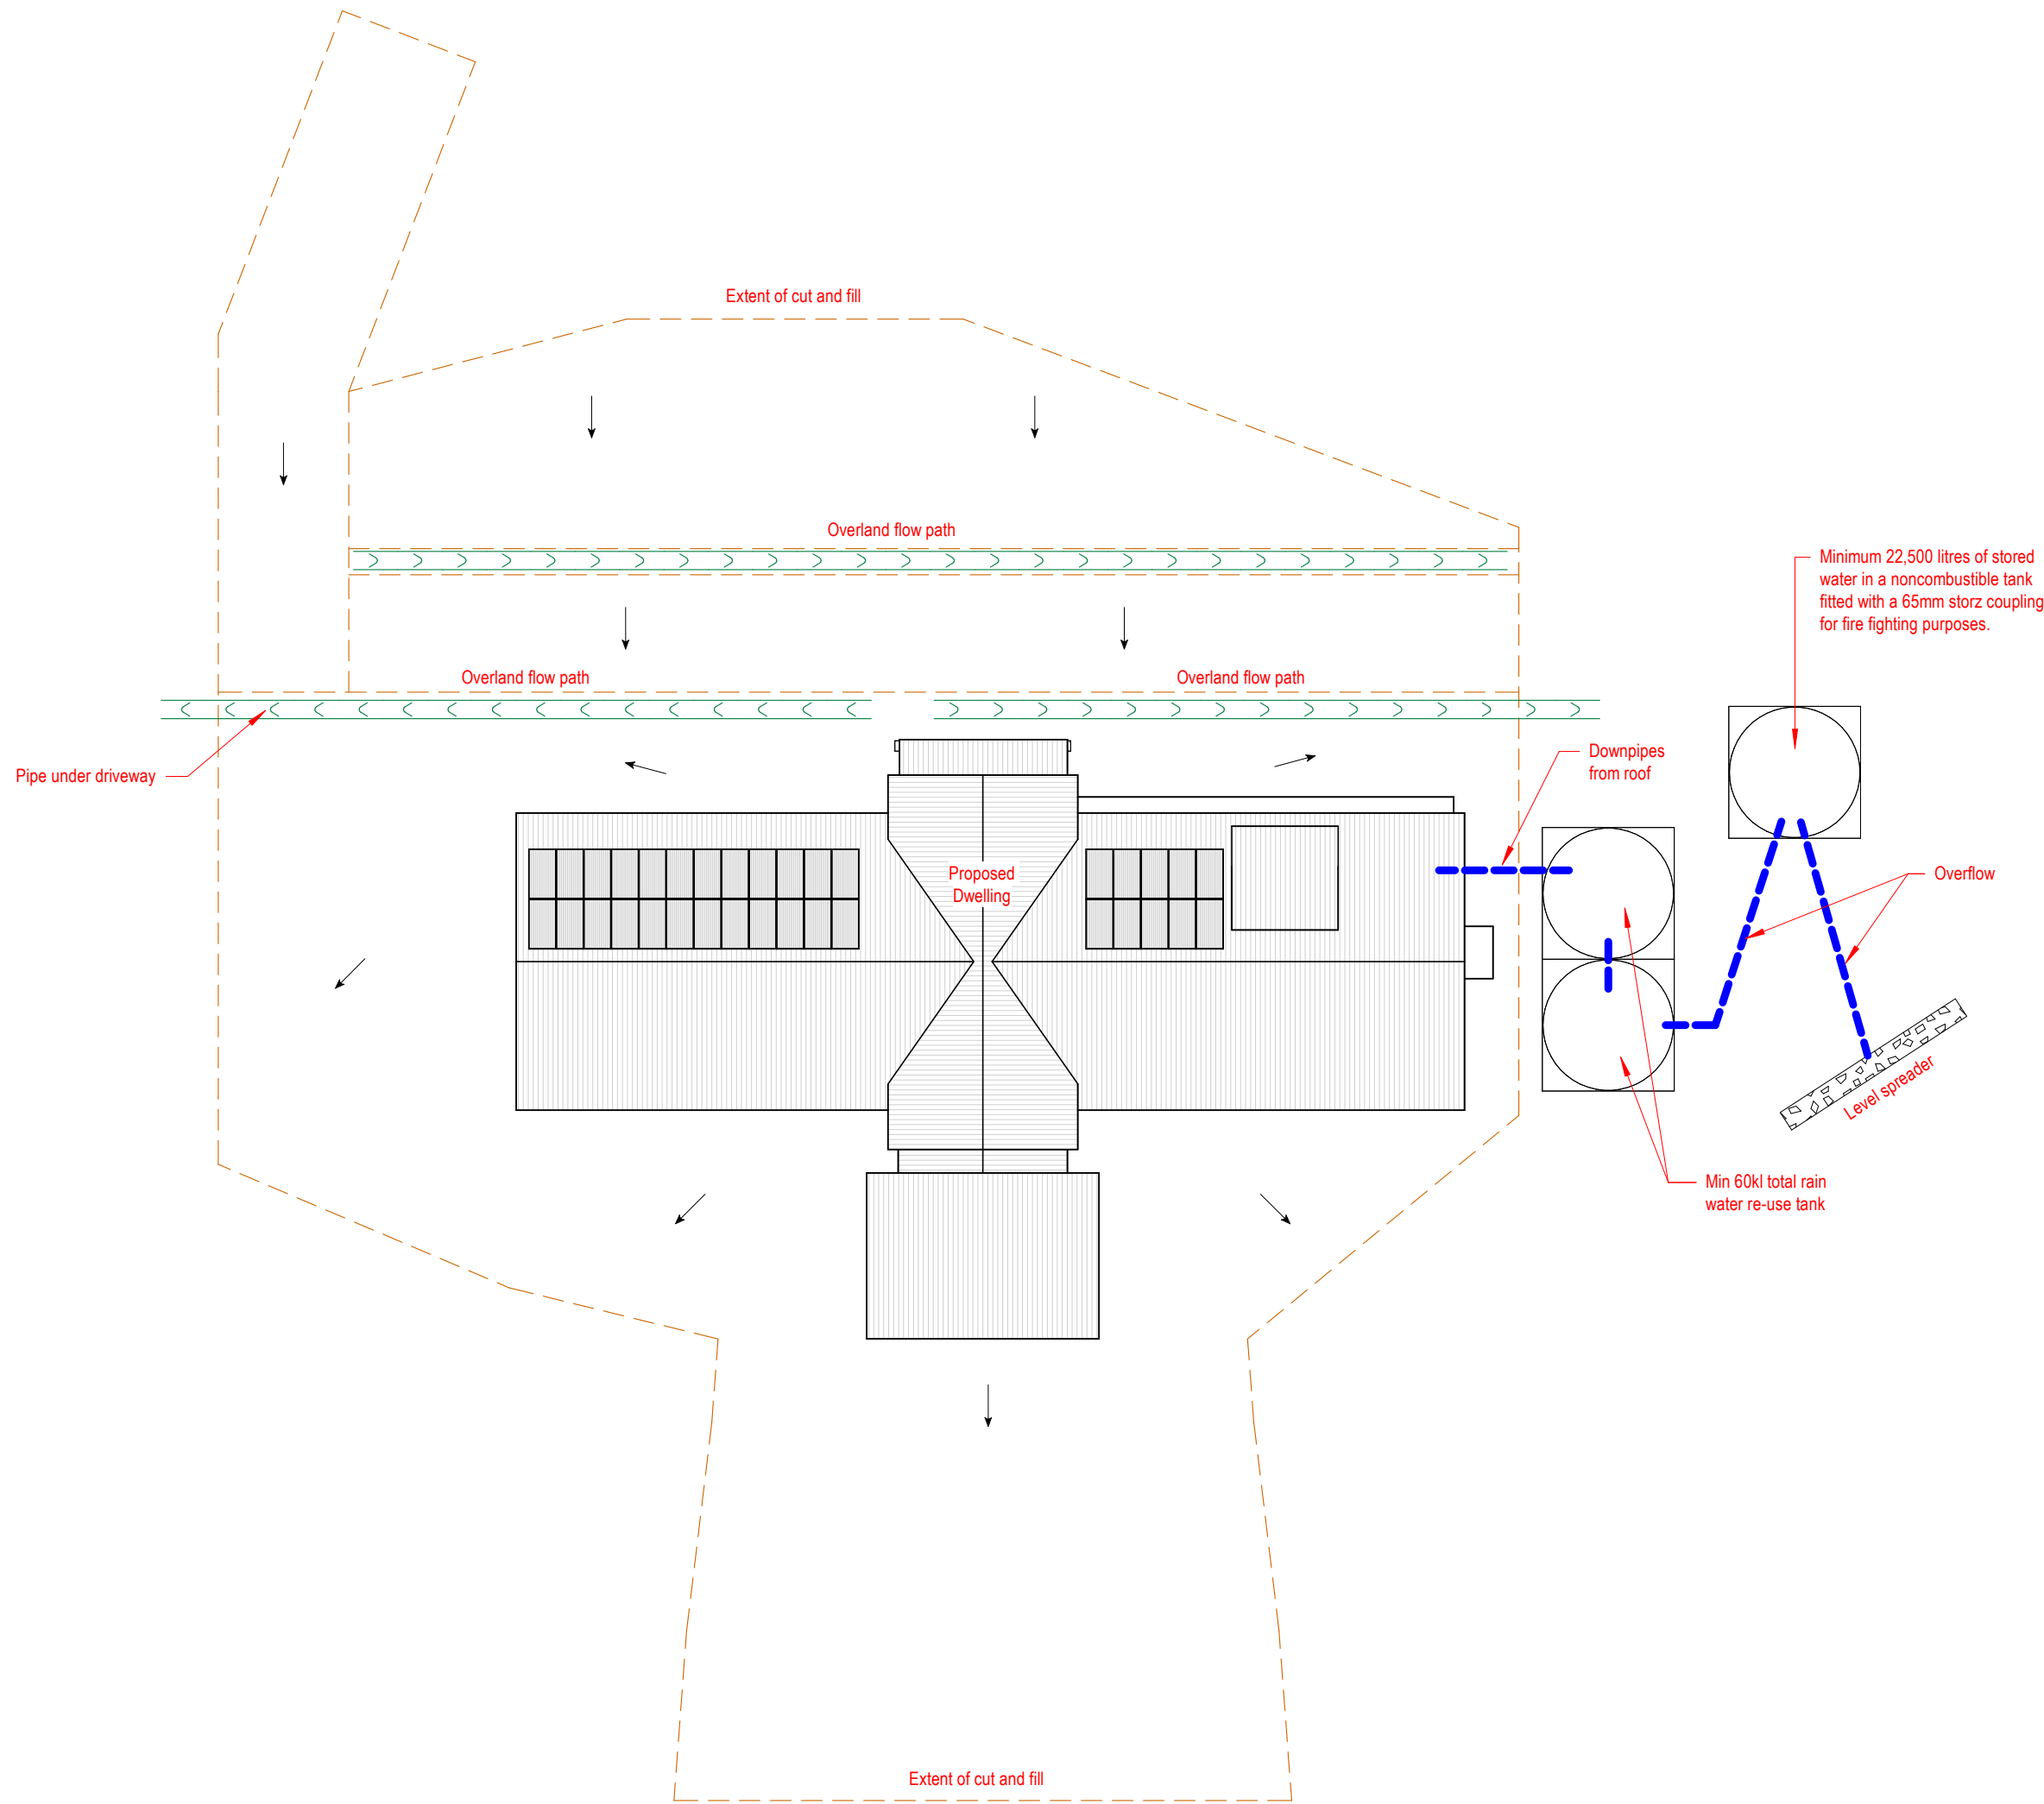 Extent of cut and fill
Overland flow path
Minimum 22,500 litres of stored
water in a noncombustible tank
fitted with a 65mm storz coupling
for fire fighting purposes.
Overland flow path
Overland flow path
Pipe under driveway
Downpipes
from roof
Proposed
Dwelling
Overflow
Level spreader
Min 60kl total rain
water re-use tank
Extent of cut and fill